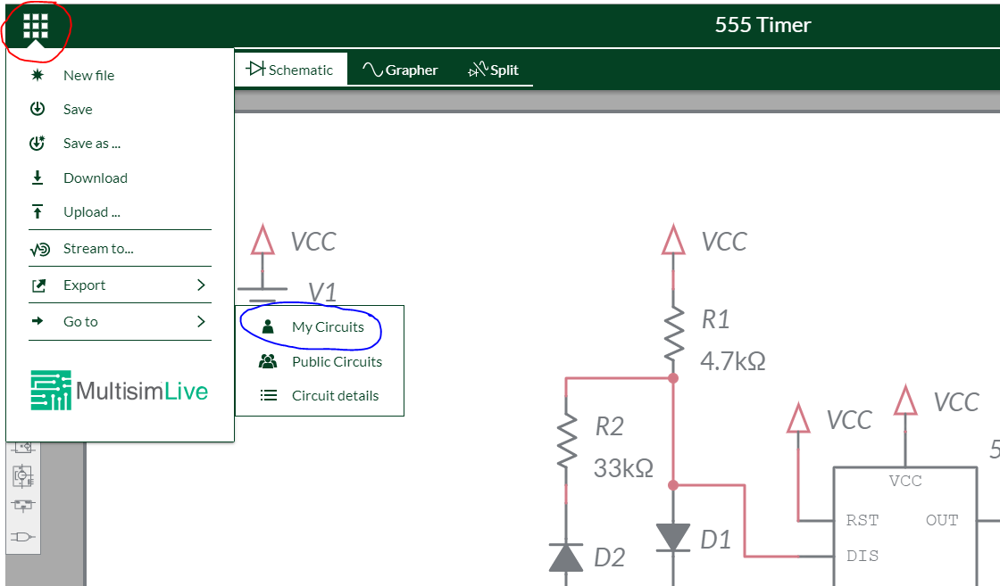 555 Timer
Schematic
Grapher
Split
New file
Save
Save as ...
Download
Upload ...
Stream to...
Export
Go to
My Circuits
Public Circuits
Circuit details
MultisimLive
VCC
V1
VCC
R1
4.7kΩ
R2
33kΩ
D2
D1
VCC
VCC
5
VCC
RST
OUT
DIS